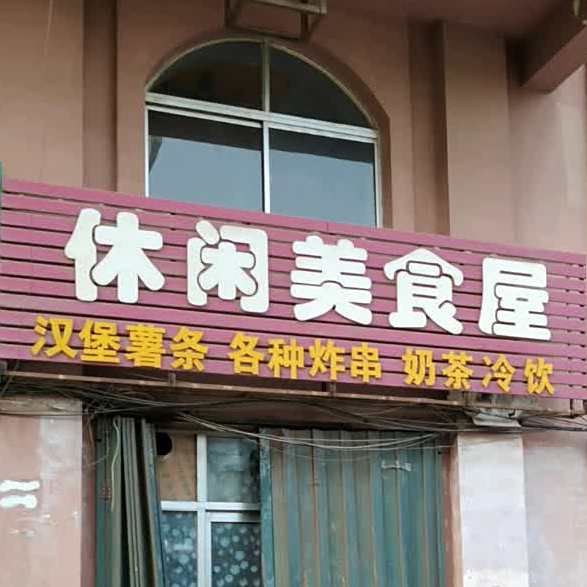 休闲美食屋
汉堡薯条 各种炸串 奶茶冷饮